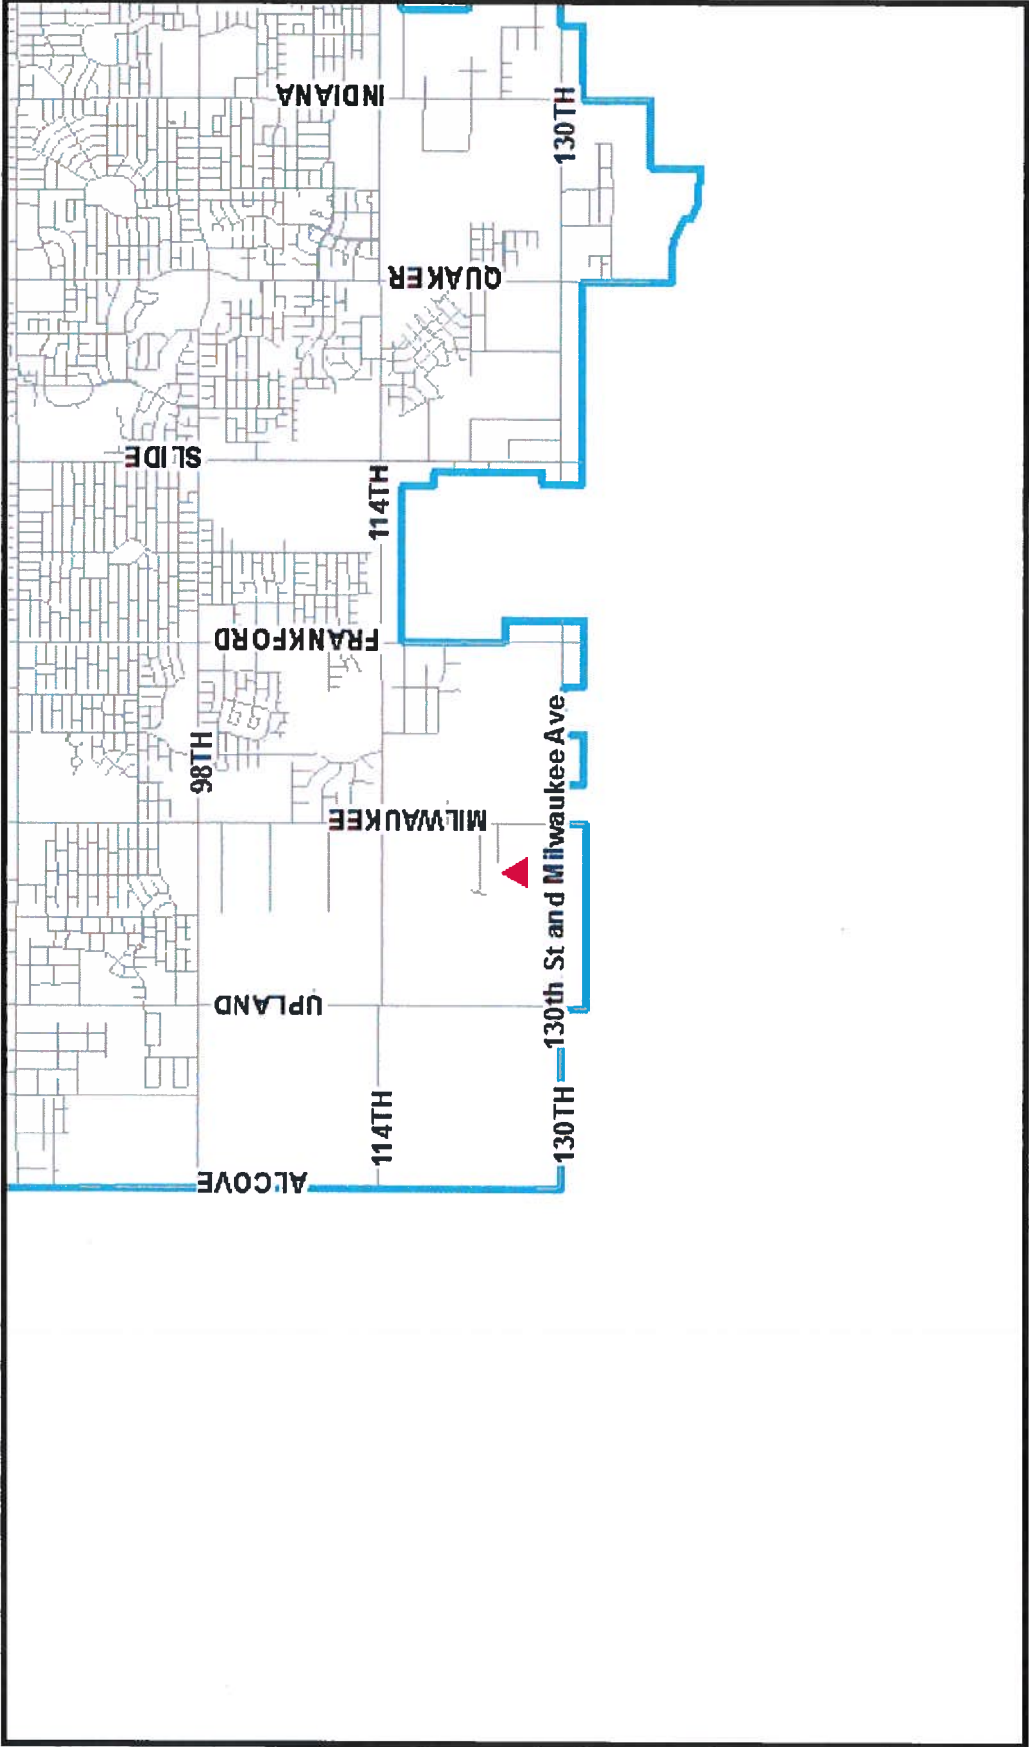 INDIANA
130TH
QUAKER
SLIDE
114TH
FRANKFORD
98TH
MILWAUKEE
130th St and Milwaukee Ave
UPLAND
114TH
130TH
ALCOVE